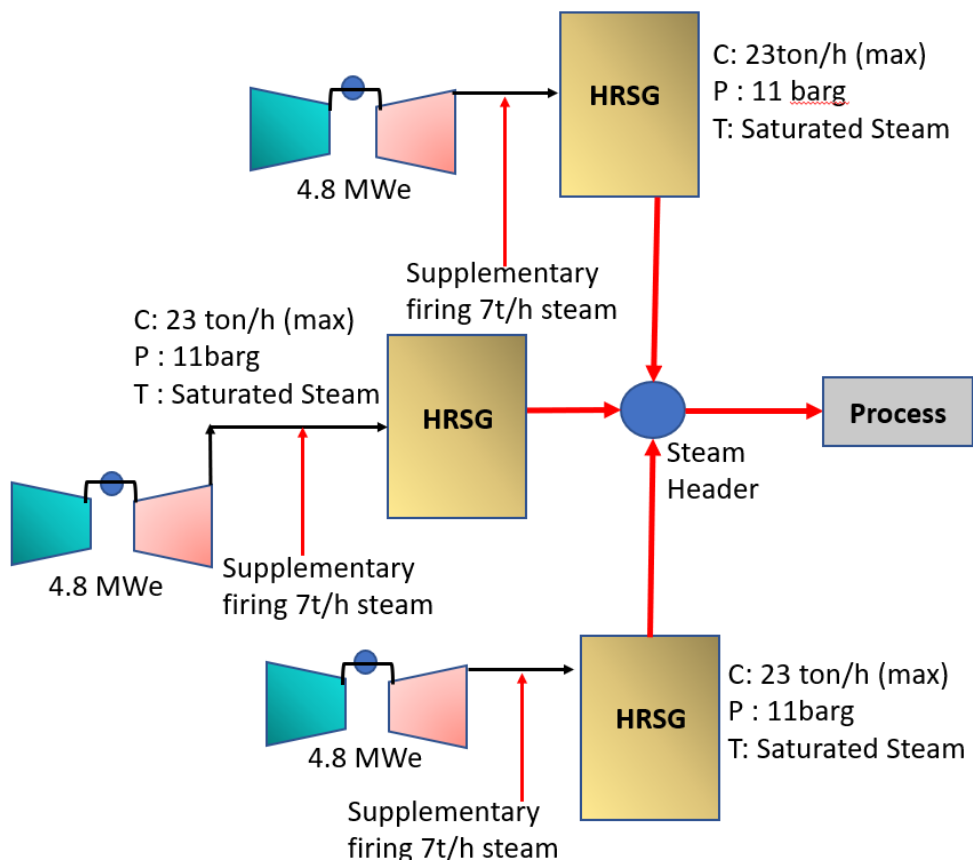 HRSG
C: 23ton/h (max)
P : 11 barg
T: Saturated Steam
4.8 MWe
Supplementary
firing 7t/h steam
C: 23 ton/h (max)
P : 11barg
T : Saturated Steam
HRSG
Process
Steam
Header
4.8 MWe
Supplementary
firing 7t/h steam
HRSG
C: 23 ton/h (max)
P : 11barg
T: Saturated Steam
4.8 MWe
Supplementary
firing 7t/h steam